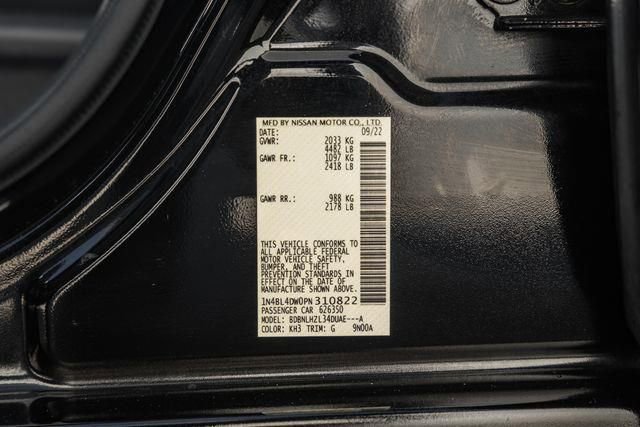 MFD BY NISSAN MOTOR CO., LTD.
DATE: 09/22
GVWR: 2033 KG
4482 LB
GAWR FR.: 1097 KG
2418 LB
GAWR RR.: 988 KG
2178 LB
THIS VEHICLE CONFORMS TO
ALL APPLICABLE FEDERAL
MOTOR VEHICLE SAFETY,
BUMPER, AND THEFT
PREVENTION STANDARDS IN
EFFECT ON THE DATE OF
MANUFACTURE SHOWN ABOVE.
1N4BL4DW0PN310822
PASSENGER CAR 626350
MODEL: BDBNLHZL34DUAE---A
COLOR: KH3 TRIM: G 9N00A